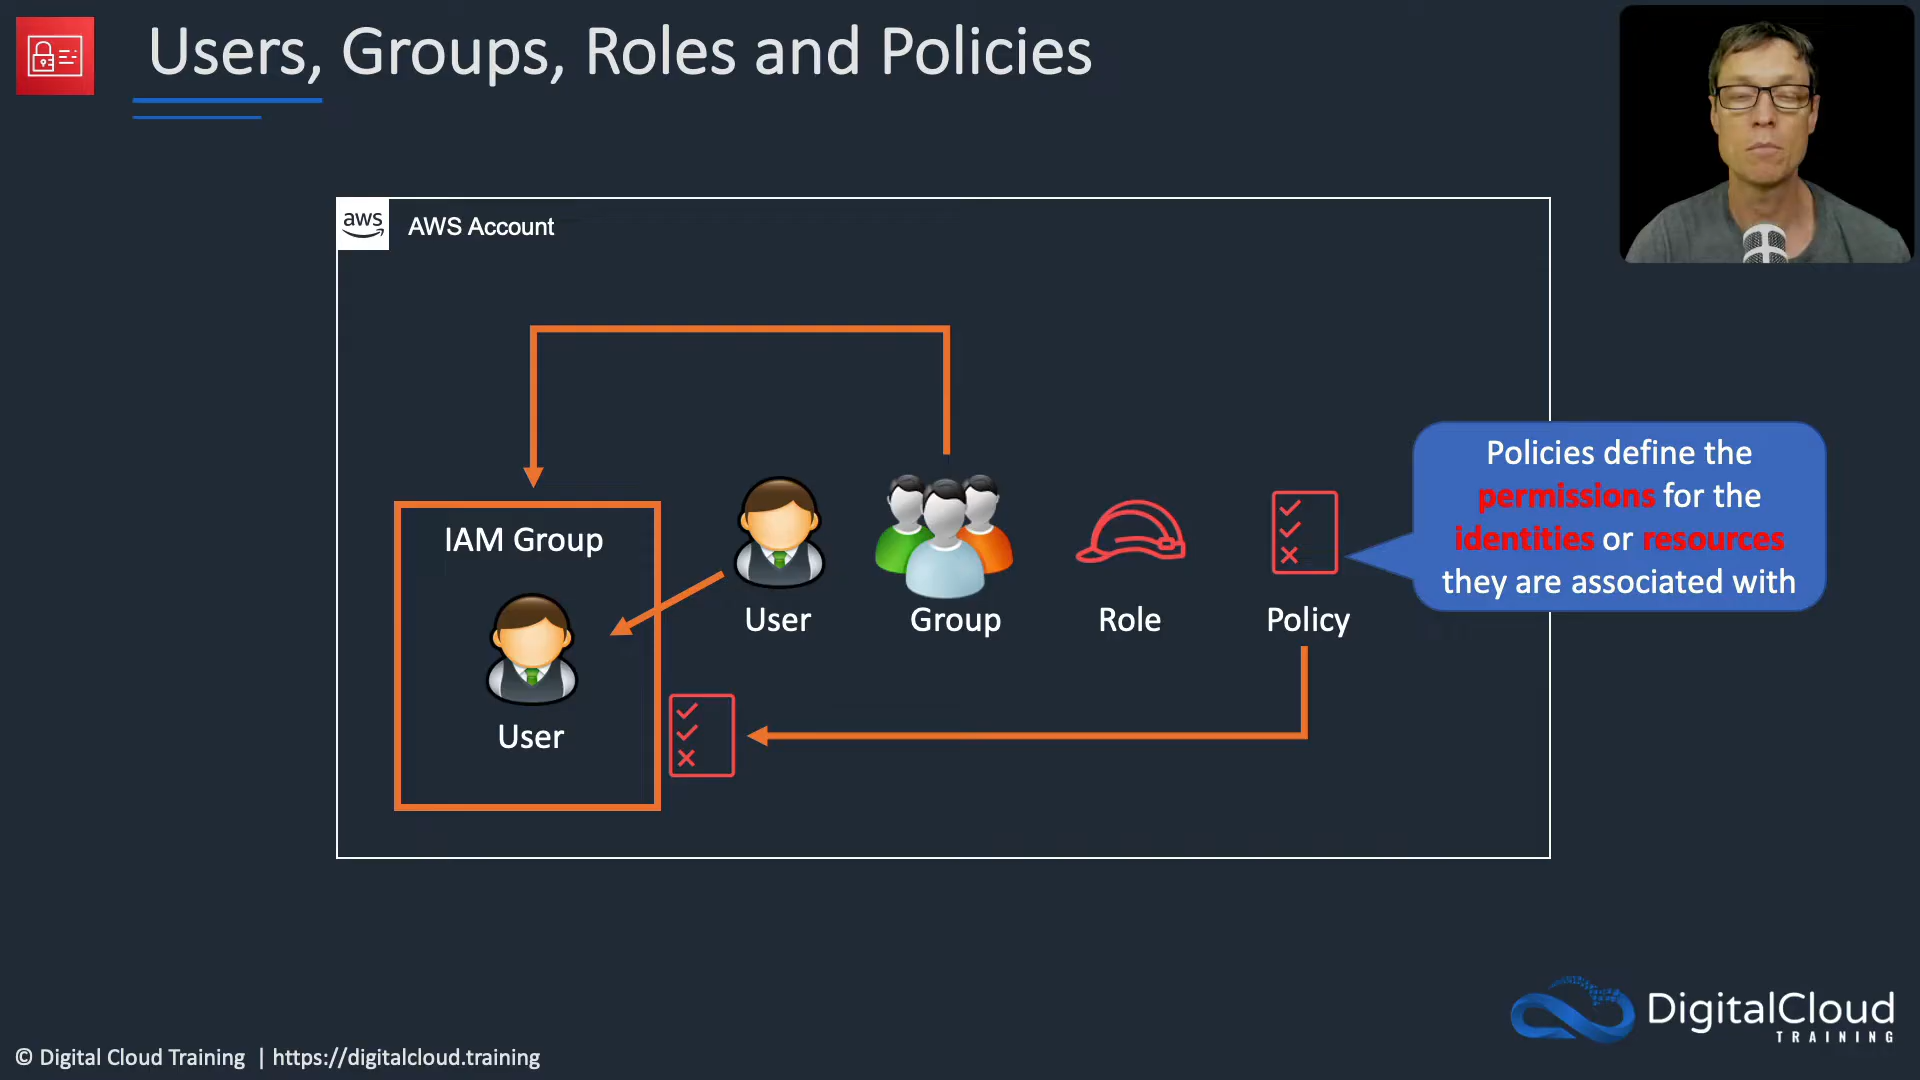 Users, Groups, Roles and Policies
aws
AWS Account
IAM Group
User
User
Group
Role
Policy
Policies define the
permissions for the
identities or resources
they are associated with
DigitalCloud
TRAINING
© Digital Cloud Training | https://digitalcloud.training